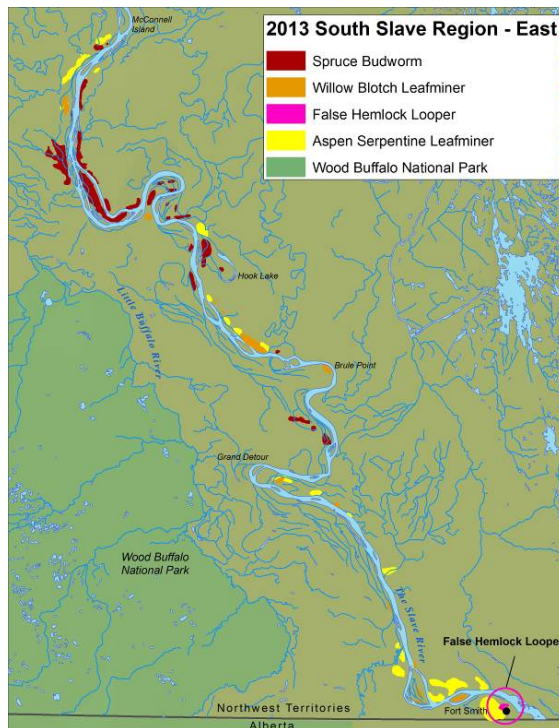 2013 South Slave Region - East
Spruce Budworm
Willow Blotch Leafminer
False Hemlock Looper
Aspen Serpentine Leafminer
Wood Buffalo National Park
McConnell
Island
Hook Lake
Little Buffalo River
Brule Point
Grand Detour
Wood Buffalo
National Park
The Slave River
False Hemlock Looper
Fort Smith
Northwest Territories
Alberta